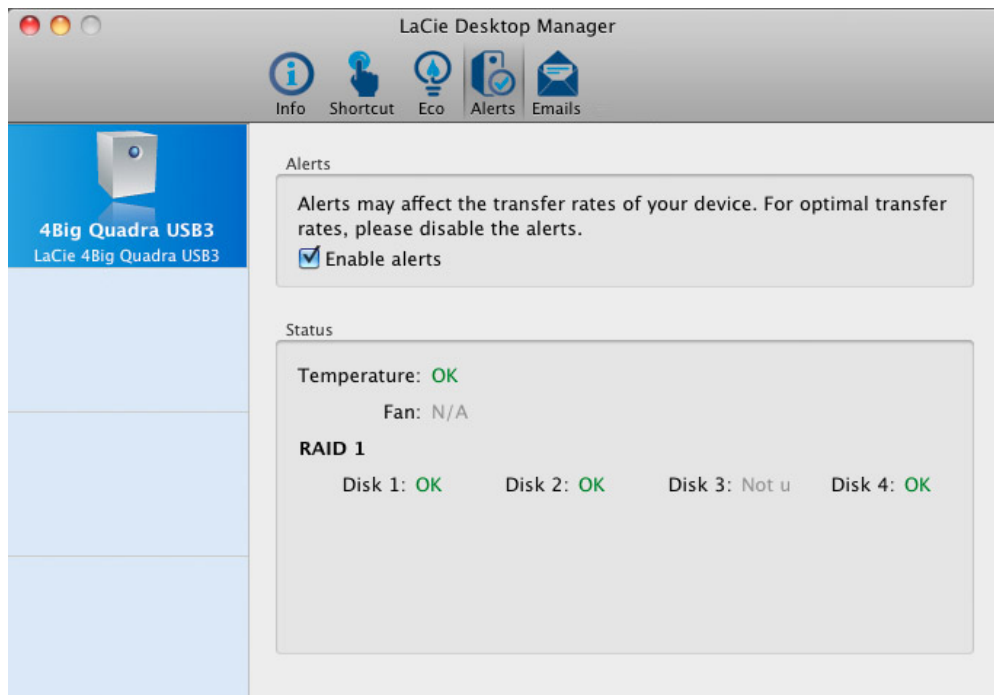 LaCie Desktop Manager
Info Shortcut Eco Alerts Emails
4Big Quadra USB3
LaCie 4Big Quadra USB3
Alerts
Alerts may affect the transfer rates of your device. For optimal transfer
rates, please disable the alerts.
Enable alerts
Status
Temperature: OK
Fan: N/A
RAID 1
Disk 1: OK Disk 2: OK Disk 3: Not u Disk 4: OK